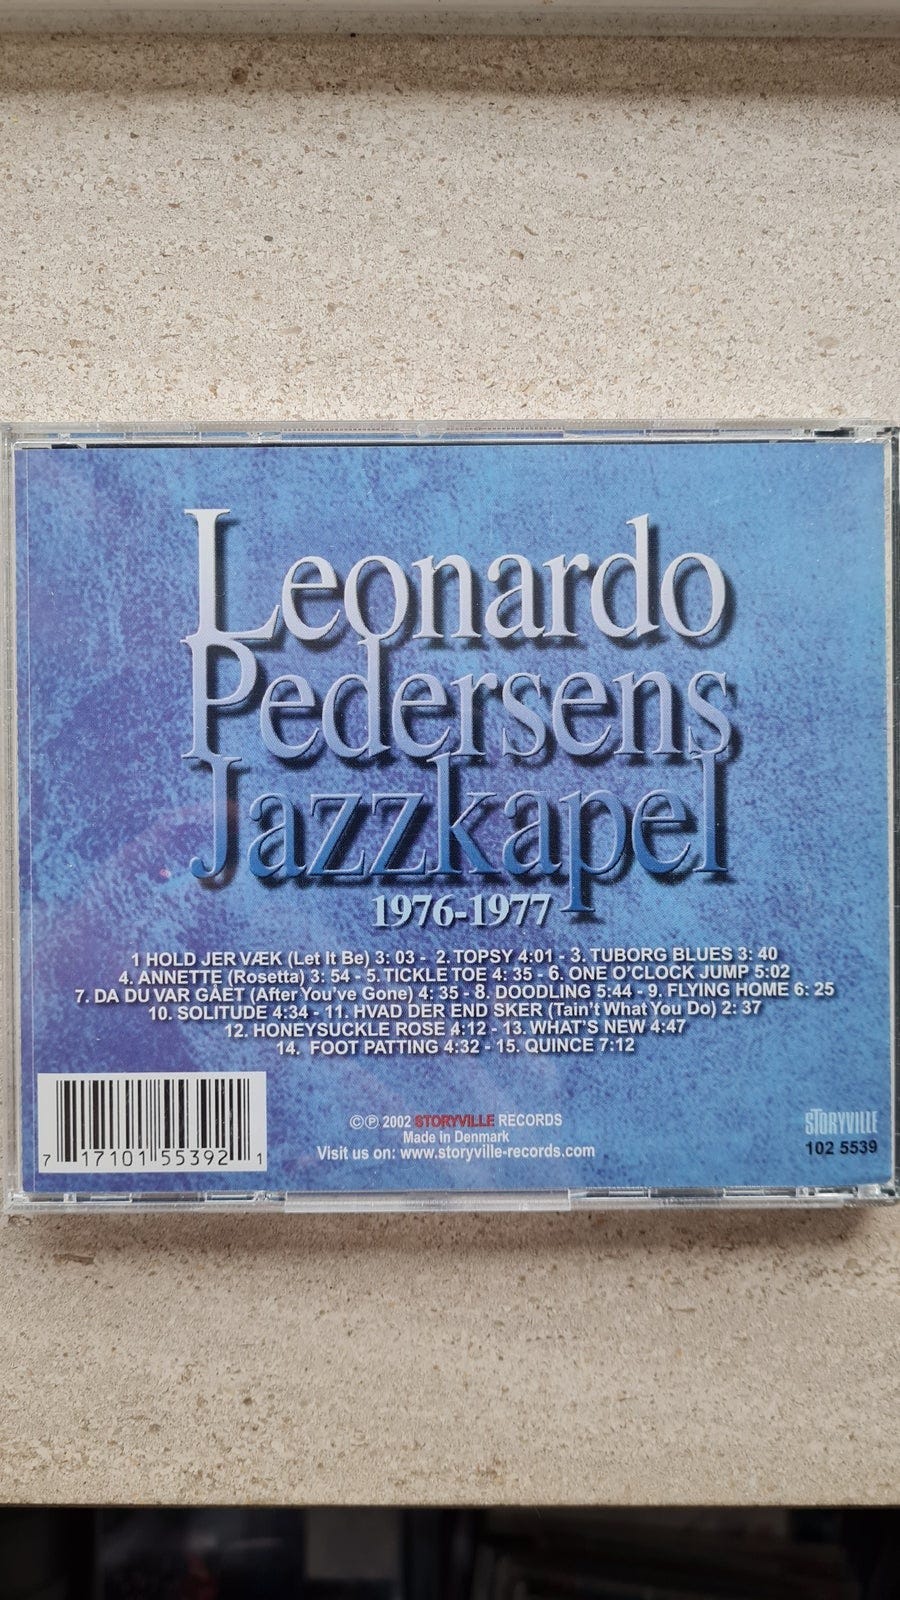 Leonardo
Pedersens
Jazzkapel
1976-1977
1 HOLD JER VÆK (Let It Be) 3: 03 - 2. TOPSY 4:01 - 3. TUBORG BLUES 3: 40
4. ANNETTE (Rosetta) 3: 54 - 5. TICKLE TOE 4: 35 - 6. ONE O'CLOCK JUMP 5:02
7. DA DU VAR GÅET (After You've Gone) 4: 35 - 8. DOODLING 5:44 - 9. FLYING HOME 6: 25
10. SOLITUDE 4:34 - 11. HVAD DER END SKER (Tain't What You Do) 2: 37
12. HONEYSUCKLE ROSE 4:12 - 13. WHAT'S NEW 4:47
14. FOOT PATTING 4:32 - 15. QUINCE 7:12
©℗ 2002 STORYVILLE RECORDS
Made in Denmark
Visit us on: www.storyville-records.com
7 17101 55392 1
STORYVILLE
102 5539